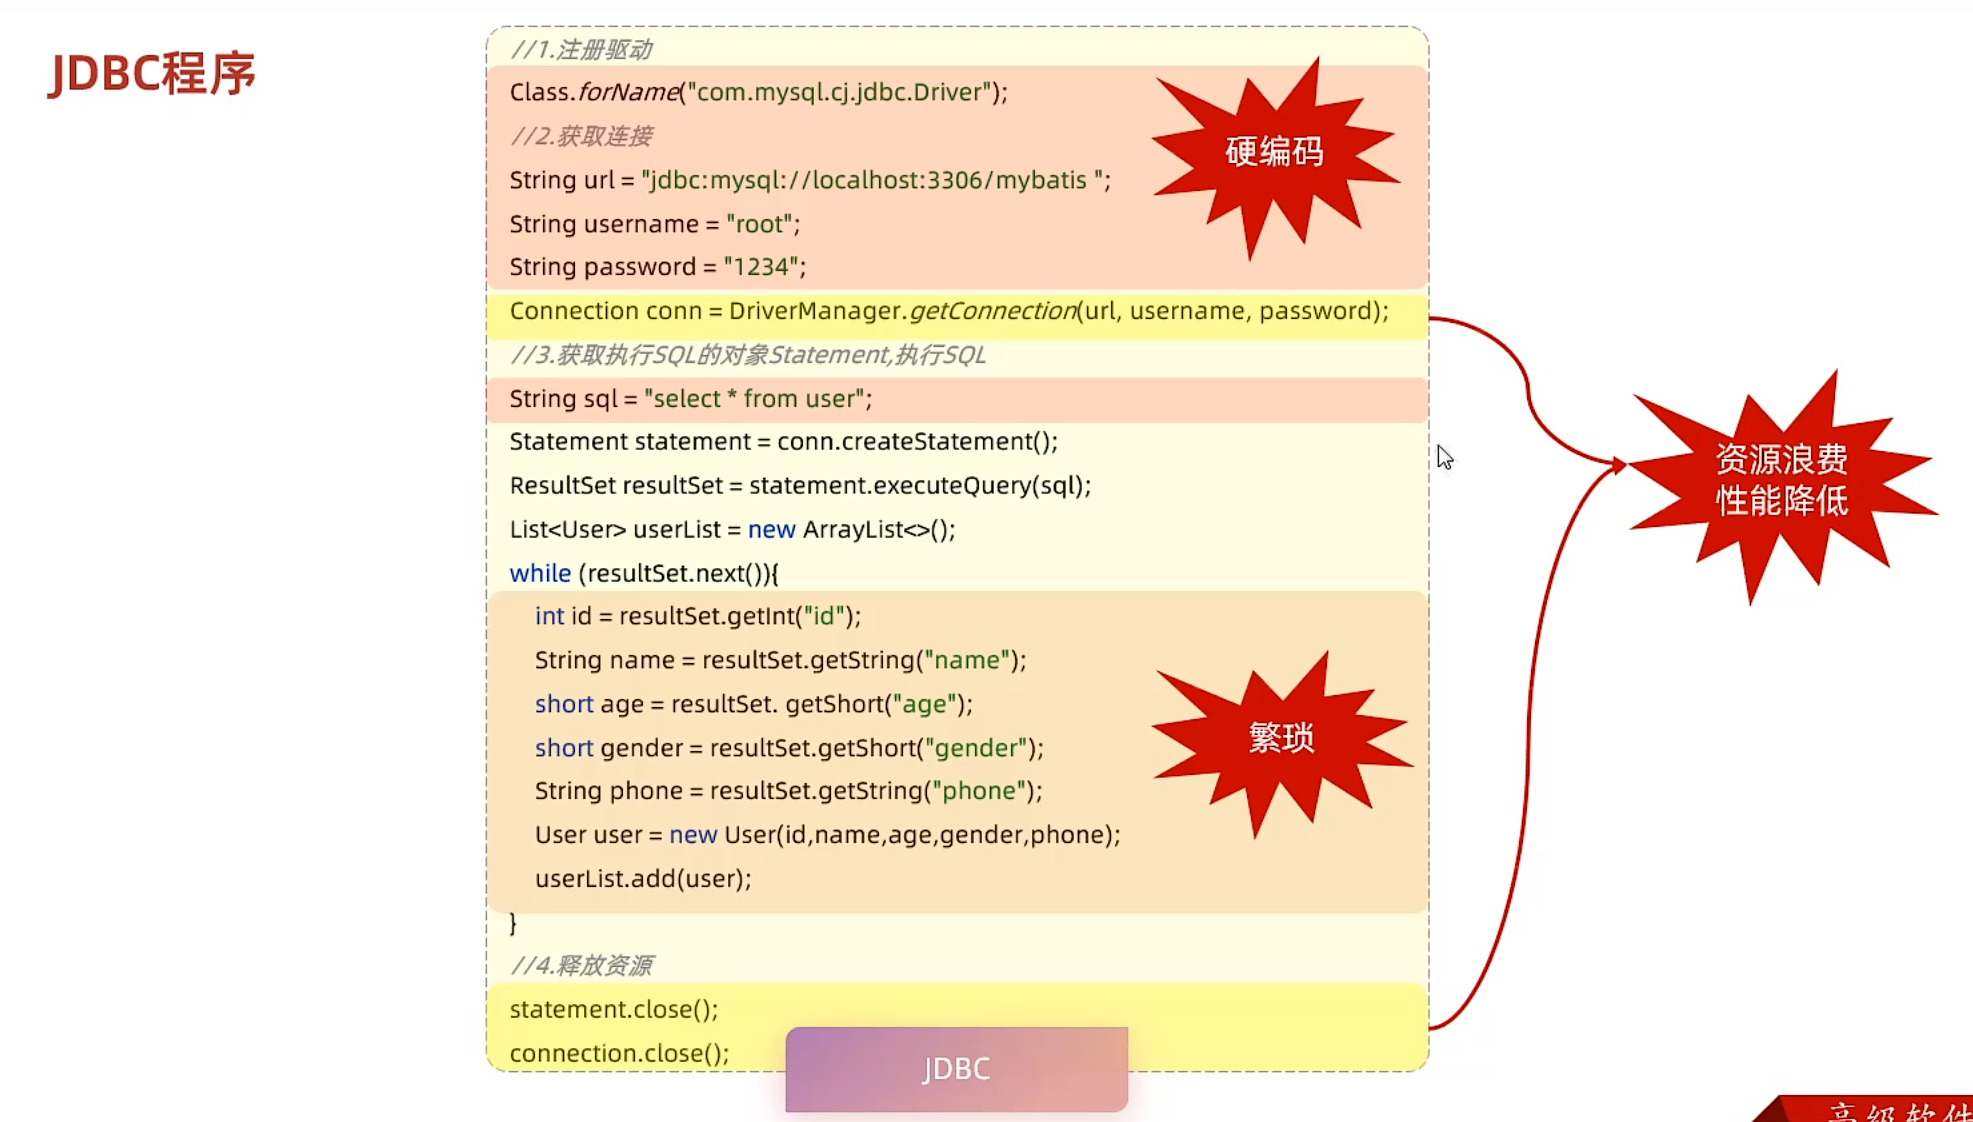 JDBC程序
//1.注册驱动
Class.forName("com.mysql.cj.jdbc.Driver");
//2.获取连接
String url = "jdbc:mysql://localhost:3306/mybatis ";
String username = "root";
String password = "1234";
硬编码
Connection conn = DriverManager.getConnection(url, username, password);
//3.获取执行SQL的对象Statement,执行SQL
String sql = "select * from user";
Statement statement = conn.createStatement();
ResultSet resultSet = statement.executeQuery(sql);
List<User> userList = new ArrayList<>();
while (resultSet.next()){
int id = resultSet.getInt("id");
String name = resultSet.getString("name");
short age = resultSet. getShort("age");
short gender = resultSet.getShort("gender");
String phone = resultSet.getString("phone");
User user = new User(id,name,age,gender,phone);
userList.add(user);
繁琐
}
//4.释放资源
statement.close();
connection.close();
资源浪费
性能降低
JDBC
高级软件